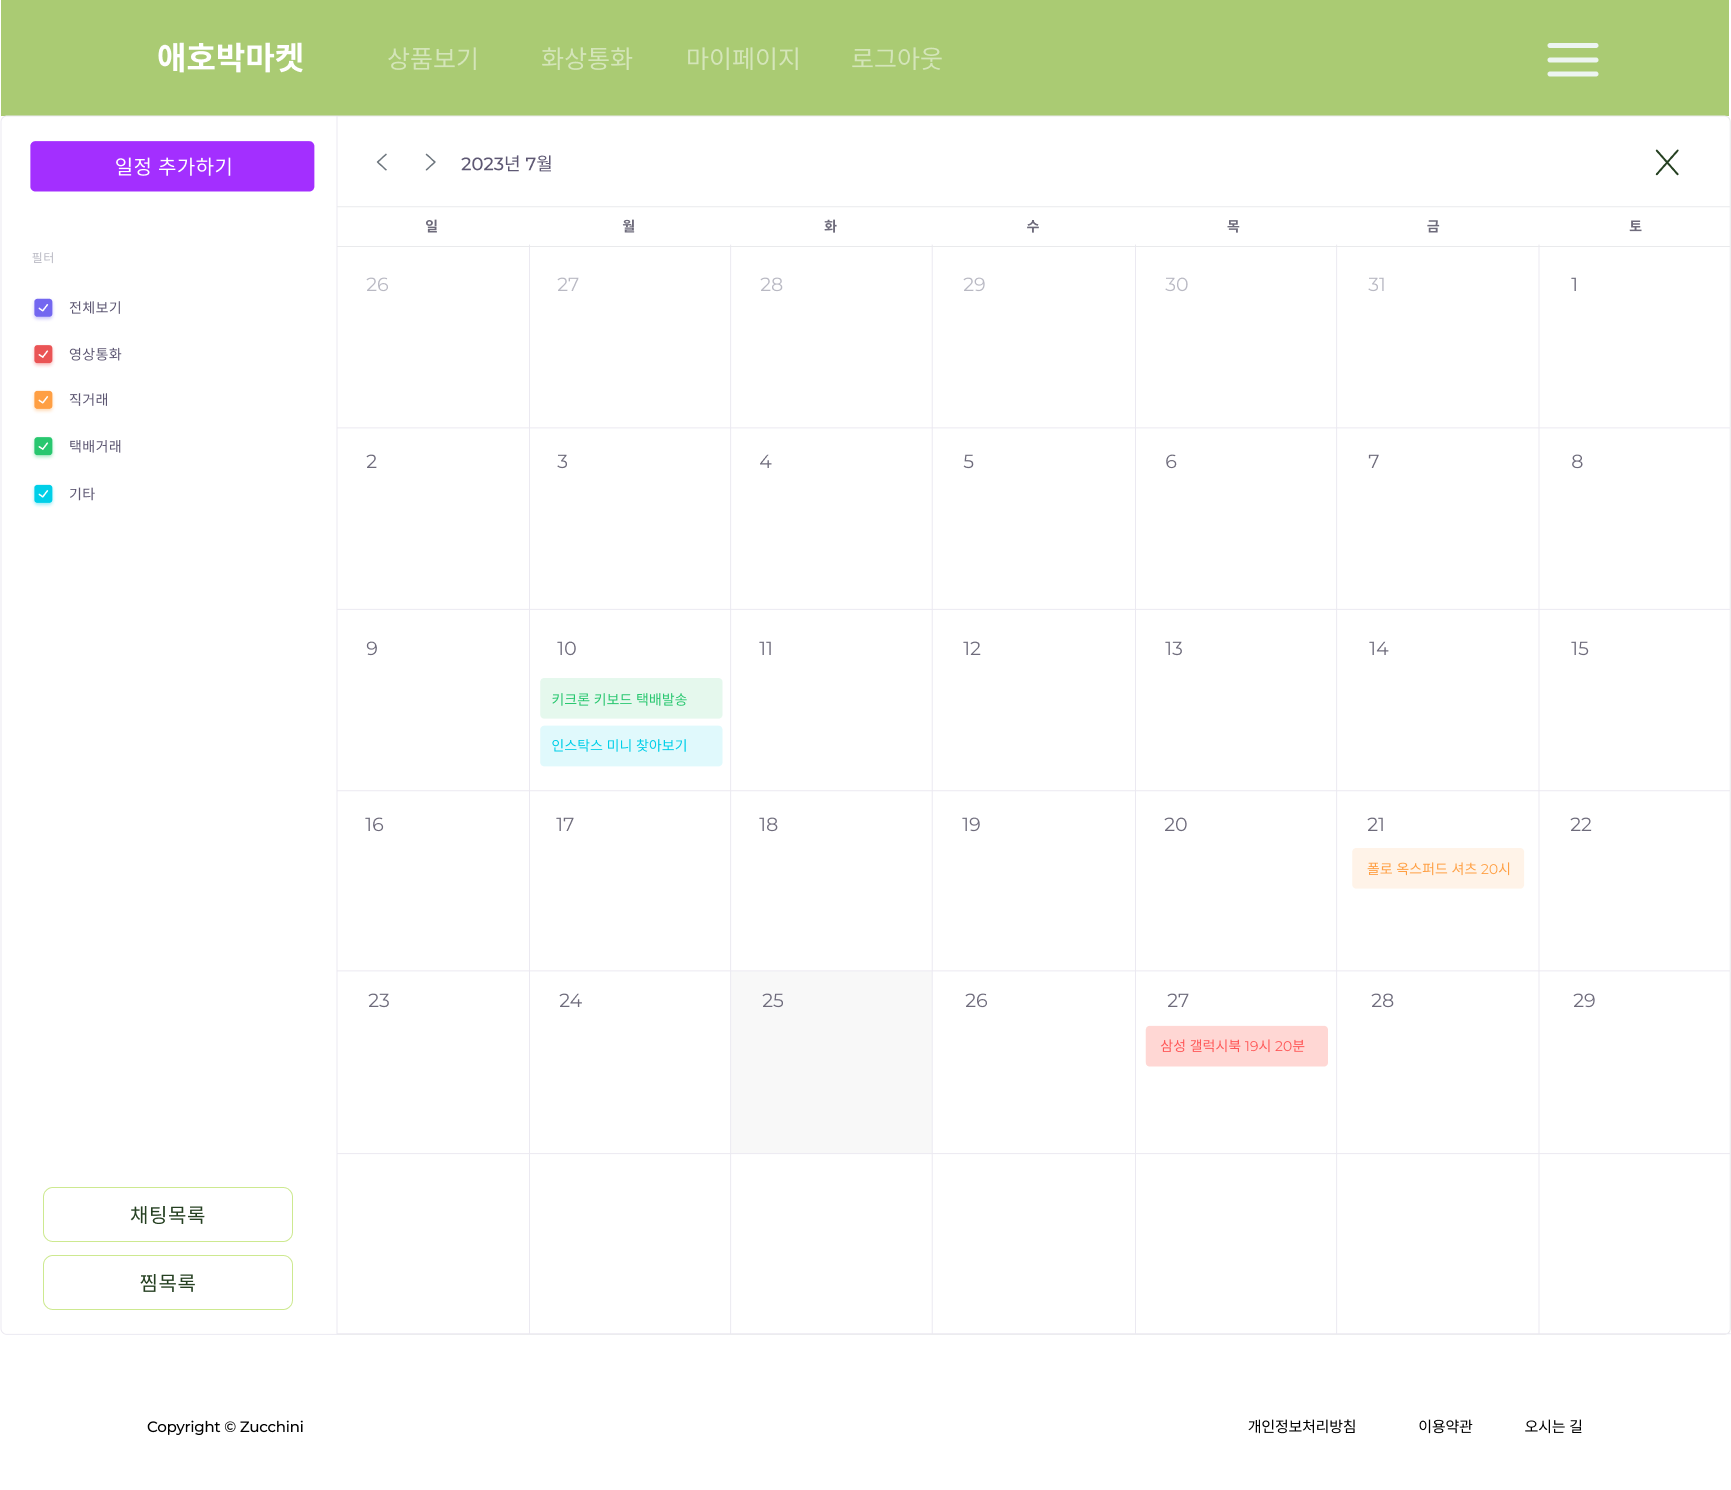 애호박마켓 상품보기 화상통화 마이페이지 로그아웃
일정 추가하기
필터
전체보기
영상통화
직거래
택배거래
기타
채팅목록
찜목록
2023년 7월
일 월 화 수 목 금 토
26 27 28 29 30 31 1
2 3 4 5 6 7 8
9 10 11 12 13 14 15
키크론 키보드 택배발송
인스탁스 미니 찾아보기
16 17 18 19 20 21 22
폴로 옥스퍼드 셔츠 20시
23 24 25 26 27 28 29
삼성 갤럭시북 19시 20분
Copyright © Zucchini 개인정보처리방침 이용약관 오시는 길